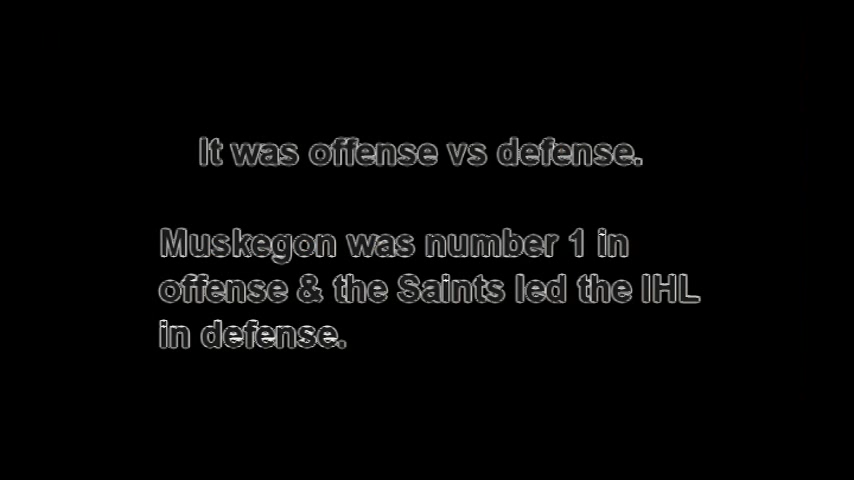 It was offense vs defense.
Muskegon was number 1 in
offense & the Saints led the IHL
in defense.